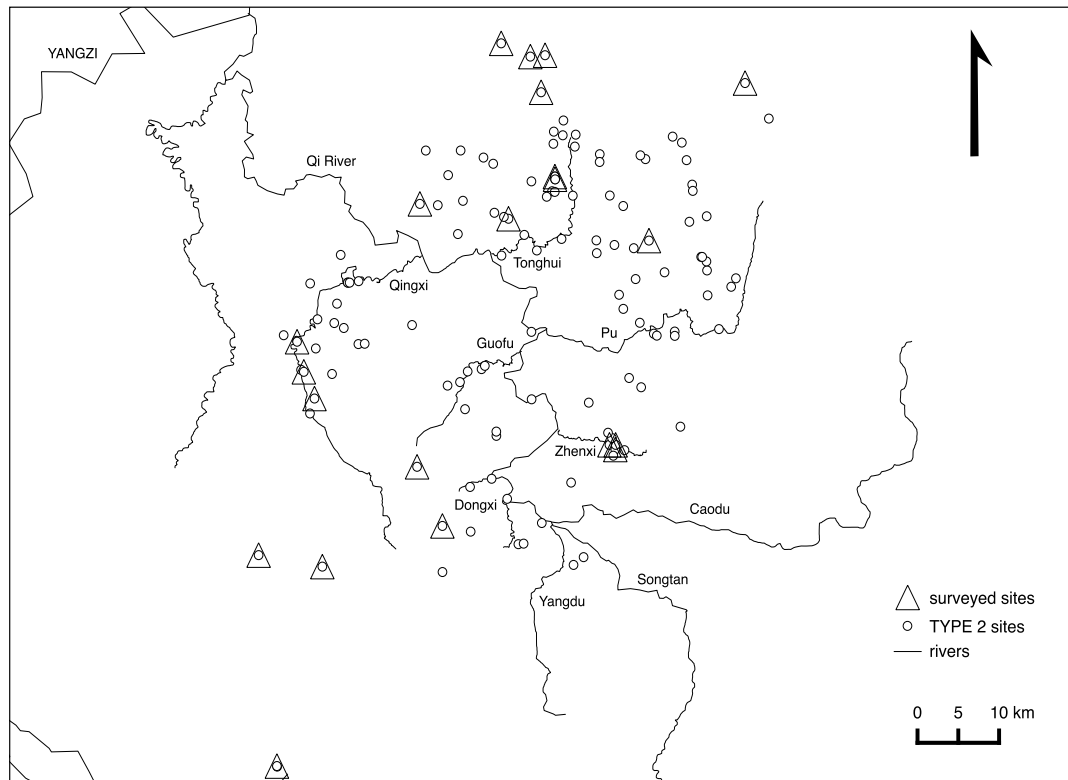 YANGZI
Qi River
Tonghui
Qingxi
Pu
Guofu
Zhenxi
Dongxi
Caodu
Songtan
Yangdu
surveyed sites
TYPE 2 sites
rivers
0 5 10 km